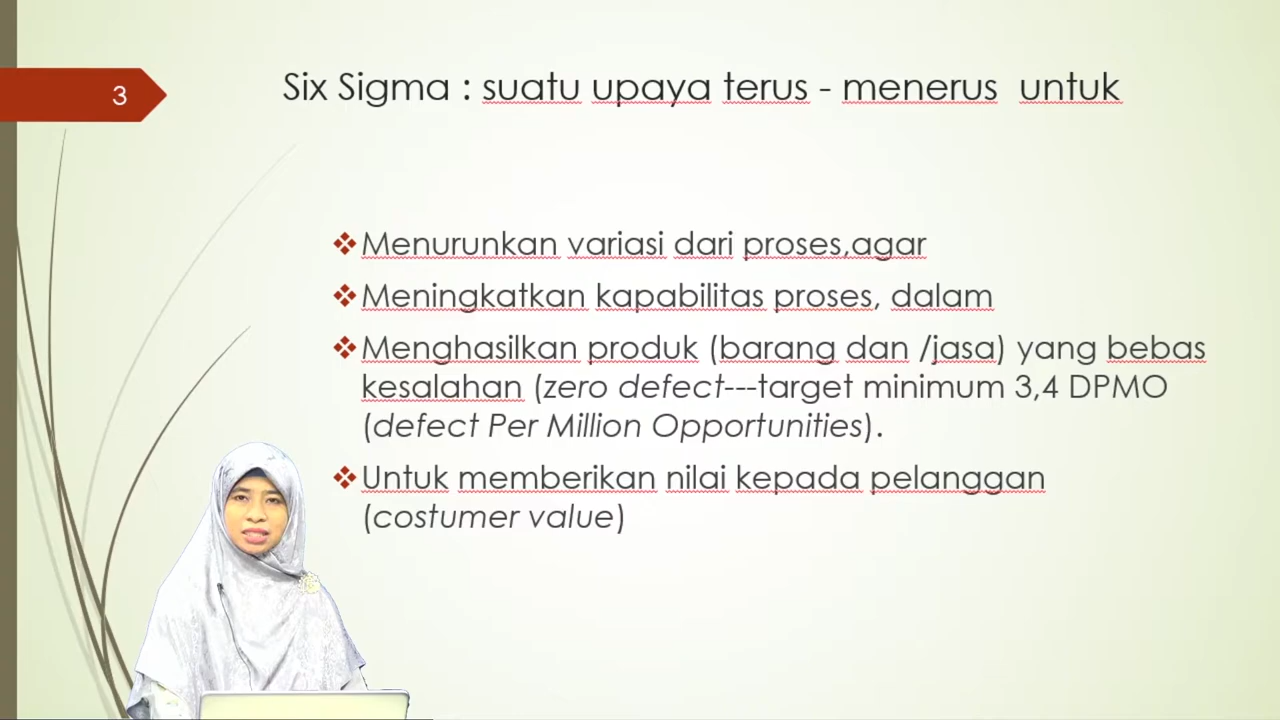 3
Six Sigma : suatu upaya terus - menerus untuk
❖Menurunkan variasi dari proses,agar
❖Meningkatkan kapabilitas proses, dalam
❖Menghasilkan produk (barang dan /jasa) yang bebas
kesalahan (zero defect---target minimum 3,4 DPMO
(defect Per Million Opportunities).
❖Untuk memberikan nilai kepada pelanggan
(costumer value)